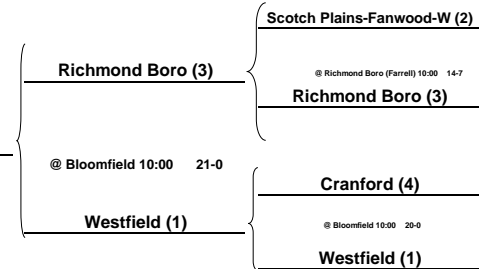 Scotch Plains-Fanwood-W (2)
Richmond Boro (3)
@ Richmond Boro (Farrell) 10:00 14-7
Richmond Boro (3)
@ Bloomfield 10:00 21-0
Cranford (4)
Westfield (1)
@ Bloomfield 10:00 20-0
Westfield (1)